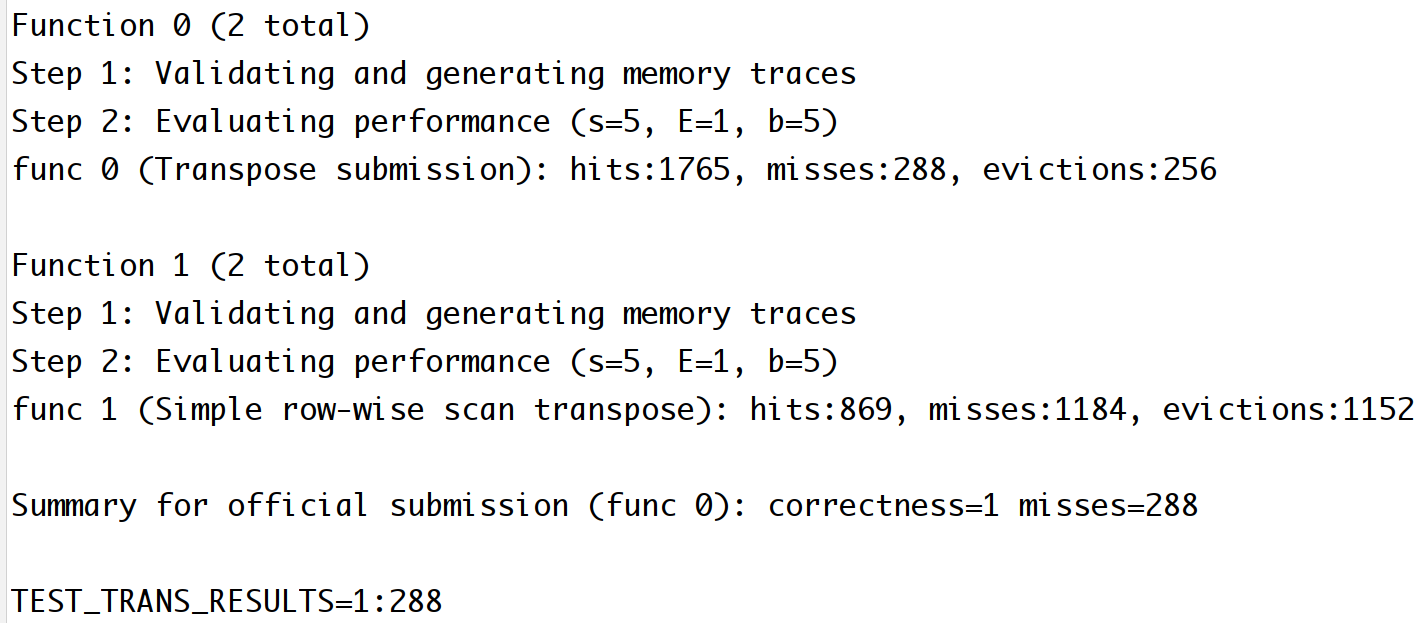 Function 0 (2 total)
Step 1: Validating and generating memory traces
Step 2: Evaluating performance (s=5, E=1, b=5)
func 0 (Transpose submission): hits:1765, misses:288, evictions:256
Function 1 (2 total)
Step 1: Validating and generating memory traces
Step 2: Evaluating performance (s=5, E=1, b=5)
func 1 (Simple row-wise scan transpose): hits:869, misses:1184, evictions:1152
Summary for official submission (func 0): correctness=1 misses=288
TEST_TRANS_RESULTS=1:288